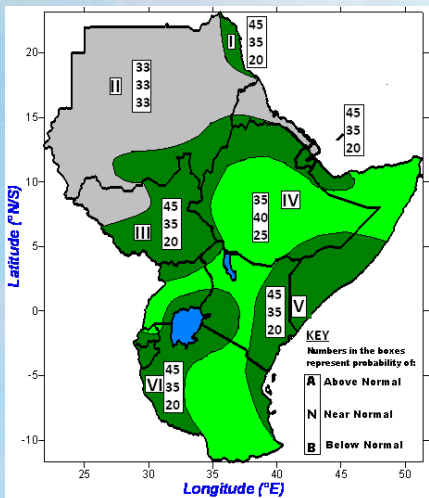 20
15
10
5
0
-5
-10
Latitude (°N/S)
25
30
35
40
45
50
Longitude (°E)
I
45
35
20
II
33
33
33
45
35
20
III
45
35
20
IV
35
40
25
V
45
35
20
VI
45
35
20
KEY
Numbers in the boxes
represent probability of:
A Above Normal
N Near Normal
B Below Normal